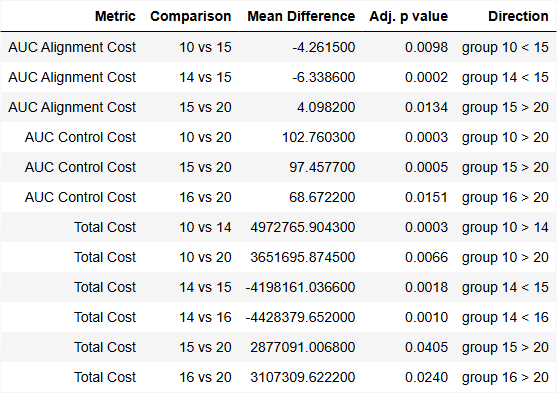 Metric Comparison Mean Difference Adj. p value Direction
AUC Alignment Cost 10 vs 15 -4.261500 0.0098 group 10 < 15
AUC Alignment Cost 14 vs 15 -6.338600 0.0002 group 14 < 15
AUC Alignment Cost 15 vs 20 4.098200 0.0134 group 15 > 20
AUC Control Cost 10 vs 20 102.760300 0.0003 group 10 > 20
AUC Control Cost 15 vs 20 97.457700 0.0005 group 15 > 20
AUC Control Cost 16 vs 20 68.672200 0.0151 group 16 > 20
Total Cost 10 vs 14 4972765.904300 0.0003 group 10 > 14
Total Cost 10 vs 20 3651695.874500 0.0066 group 10 > 20
Total Cost 14 vs 15 -4198161.036600 0.0018 group 14 < 15
Total Cost 14 vs 16 -4428379.652000 0.0010 group 14 < 16
Total Cost 15 vs 20 2877091.006800 0.0405 group 15 > 20
Total Cost 16 vs 20 3107309.622200 0.0240 group 16 > 20